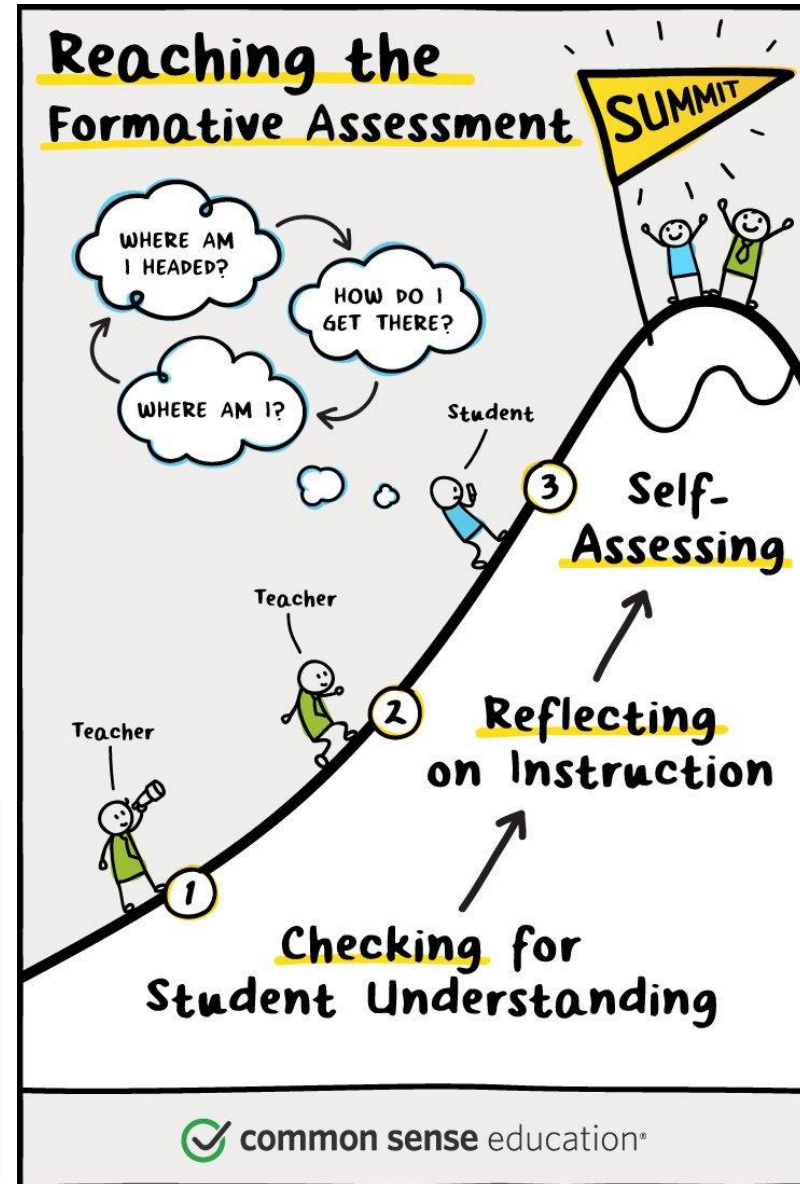 Reaching the
Formative Assessment
SUMMIT
WHERE AM
I HEADED?
HOW DO I
GET THERE?
WHERE AM I?
Student
3
Self-
Assessing
Teacher
2
Reflecting
on Instruction
Teacher
1
Checking for
Student Understanding
common sense education®